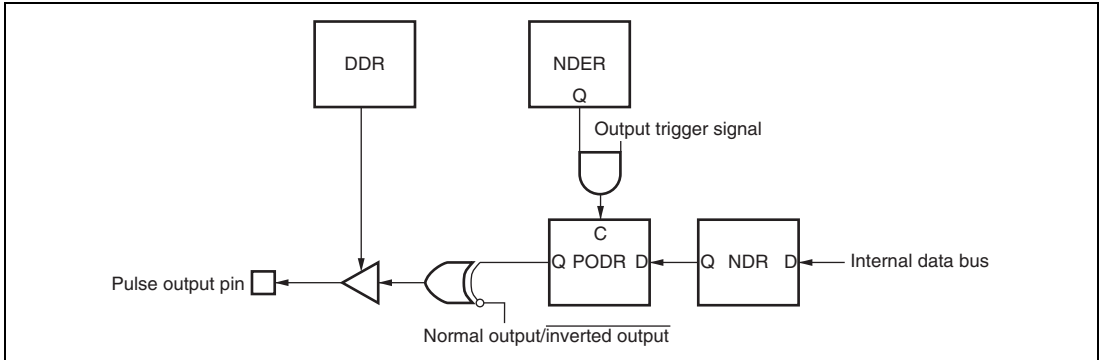 DDR
NDER
Q
Output trigger signal
C
Q PODR D
Q NDR D
Internal data bus
Pulse output pin
Normal output/inverted output